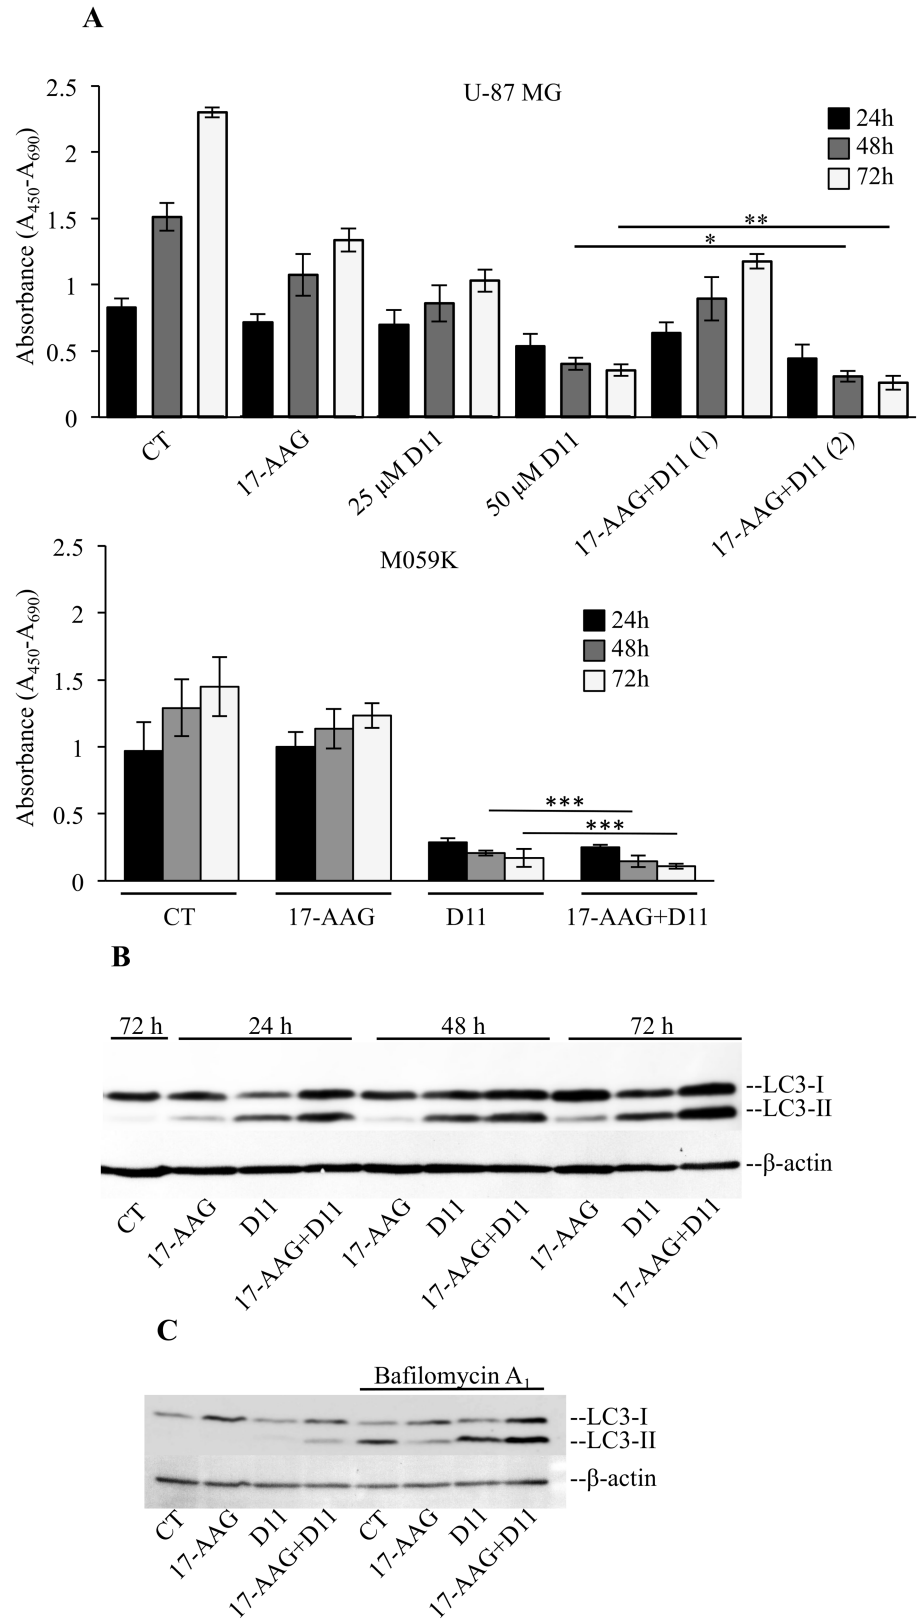 A
U-87 MG
Absorbance (A450-A690)
2.5
2
1.5
1
0.5
0
24h
48h
72h
**
*
CT
17-AAG
25 μM D11
50 μM D11
17-AAG+D11 (1)
17-AAG+D11 (2)
M059K
Absorbance (A450-A690)
2.5
2
1.5
1
0.5
0
24h
48h
72h
***
***
CT 17-AAG D11 17-AAG+D11
B
72 h 24 h 48 h 72 h
--LC3-I
--LC3-II
--β-actin
CT
17-AAG
D11
17-AAG+D11
17-AAG
D11
17-AAG+D11
17-AAG
D11
17-AAG+D11
C
Bafilomycin A1
--LC3-I
--LC3-II
--β-actin
CT
17-AAG
D11
17-AAG+D11
CT
17-AAG
D11
17-AAG+D11